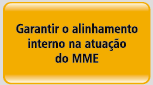 Garantir o alinhamento
interno na atuação
do MME